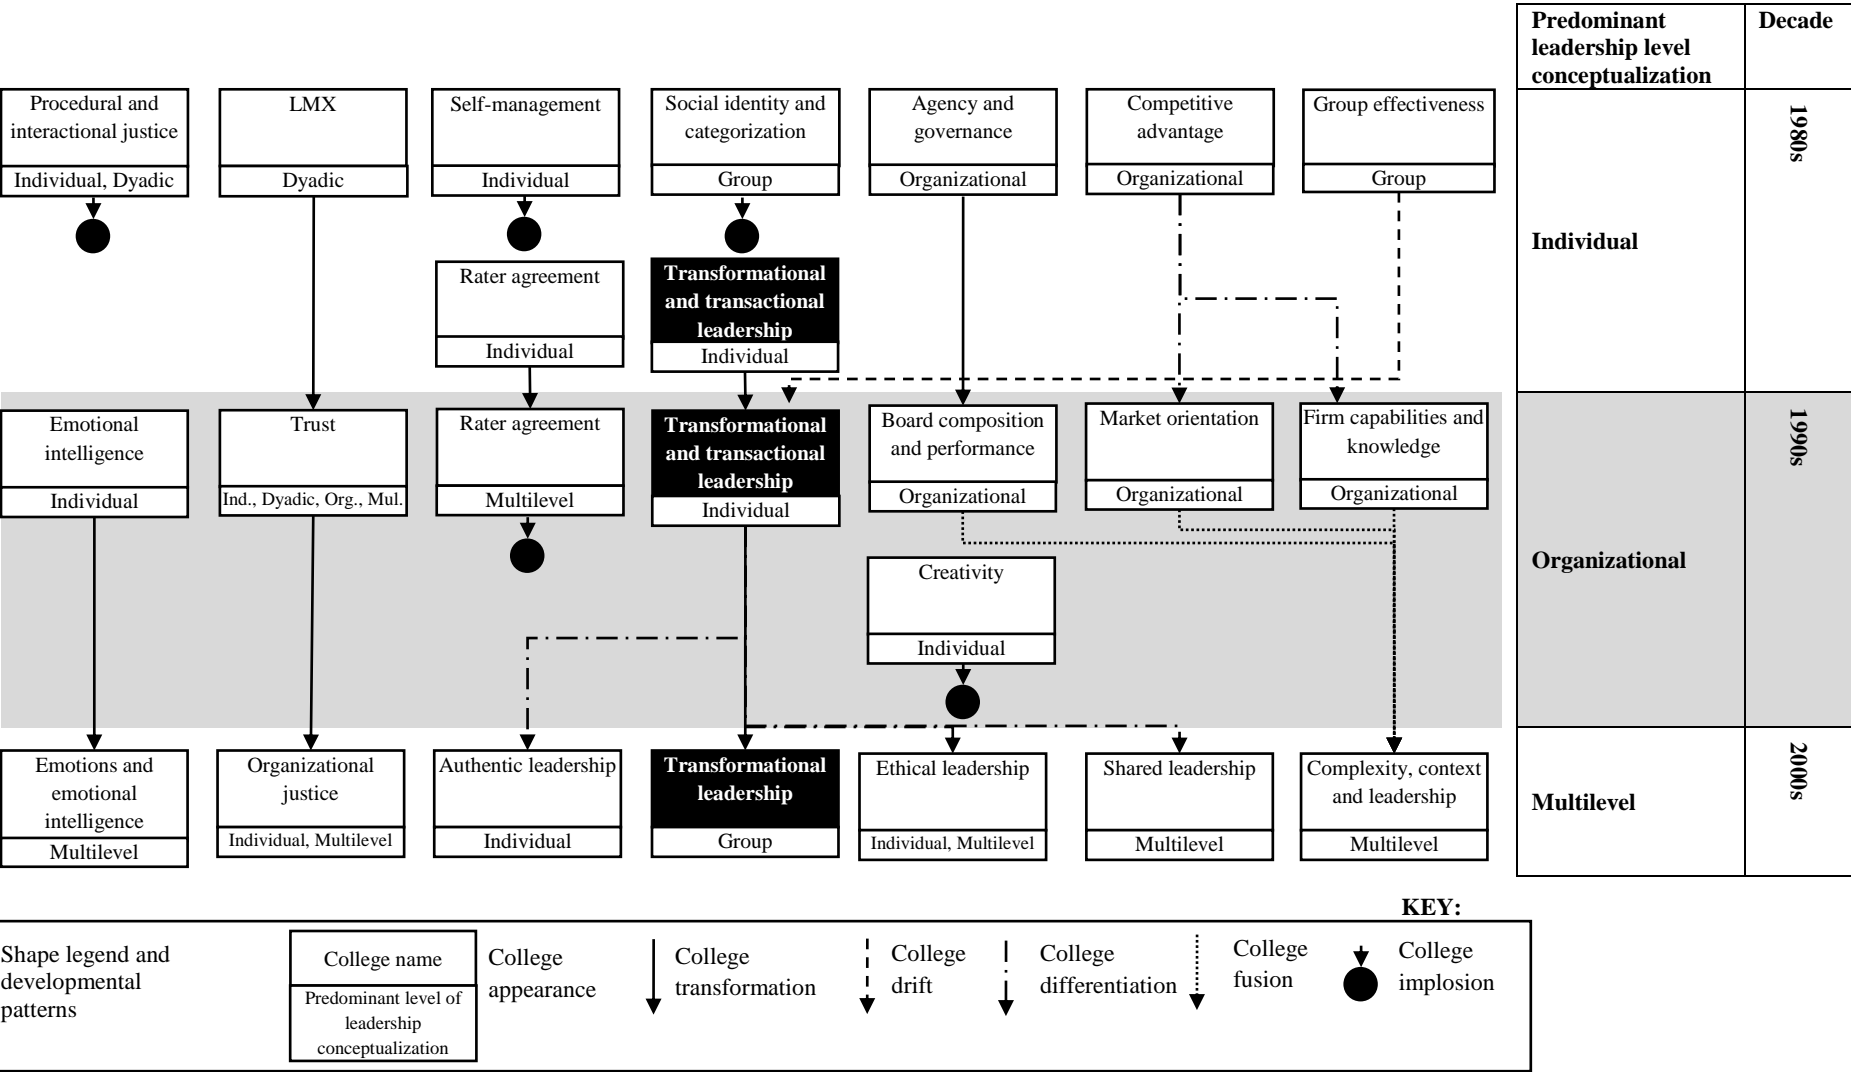 Predominant
leadership level
conceptualization
Decade
Procedural and
interactional justice
Individual, Dyadic
LMX
Dyadic
Self-management
Individual
Social identity and
categorization
Group
Agency and
governance
Organizational
Competitive
advantage
Organizational
Group effectiveness
Group
Individual
1980s
Rater agreement
Individual
Transformational
and transactional
leadership
Individual
Emotional
intelligence
Individual
Trust
Ind., Dyadic, Org., Mul.
Rater agreement
Multilevel
Transformational
and transactional
leadership
Individual
Board composition
and performance
Organizational
Market orientation
Organizational
Firm capabilities and
knowledge
Organizational
Organizational
1990s
Creativity
Individual
Emotions and
emotional
intelligence
Multilevel
Organizational
justice
Individual, Multilevel
Authentic leadership
Individual
Transformational
leadership
Group
Ethical leadership
Individual, Multilevel
Shared leadership
Multilevel
Complexity, context
and leadership
Multilevel
Multilevel
2000s
KEY:
Shape legend and
developmental
patterns
College name
Predominant level of
leadership
conceptualization
College
appearance
College
transformation
College
drift
College
differentiation
College
fusion
College
implosion